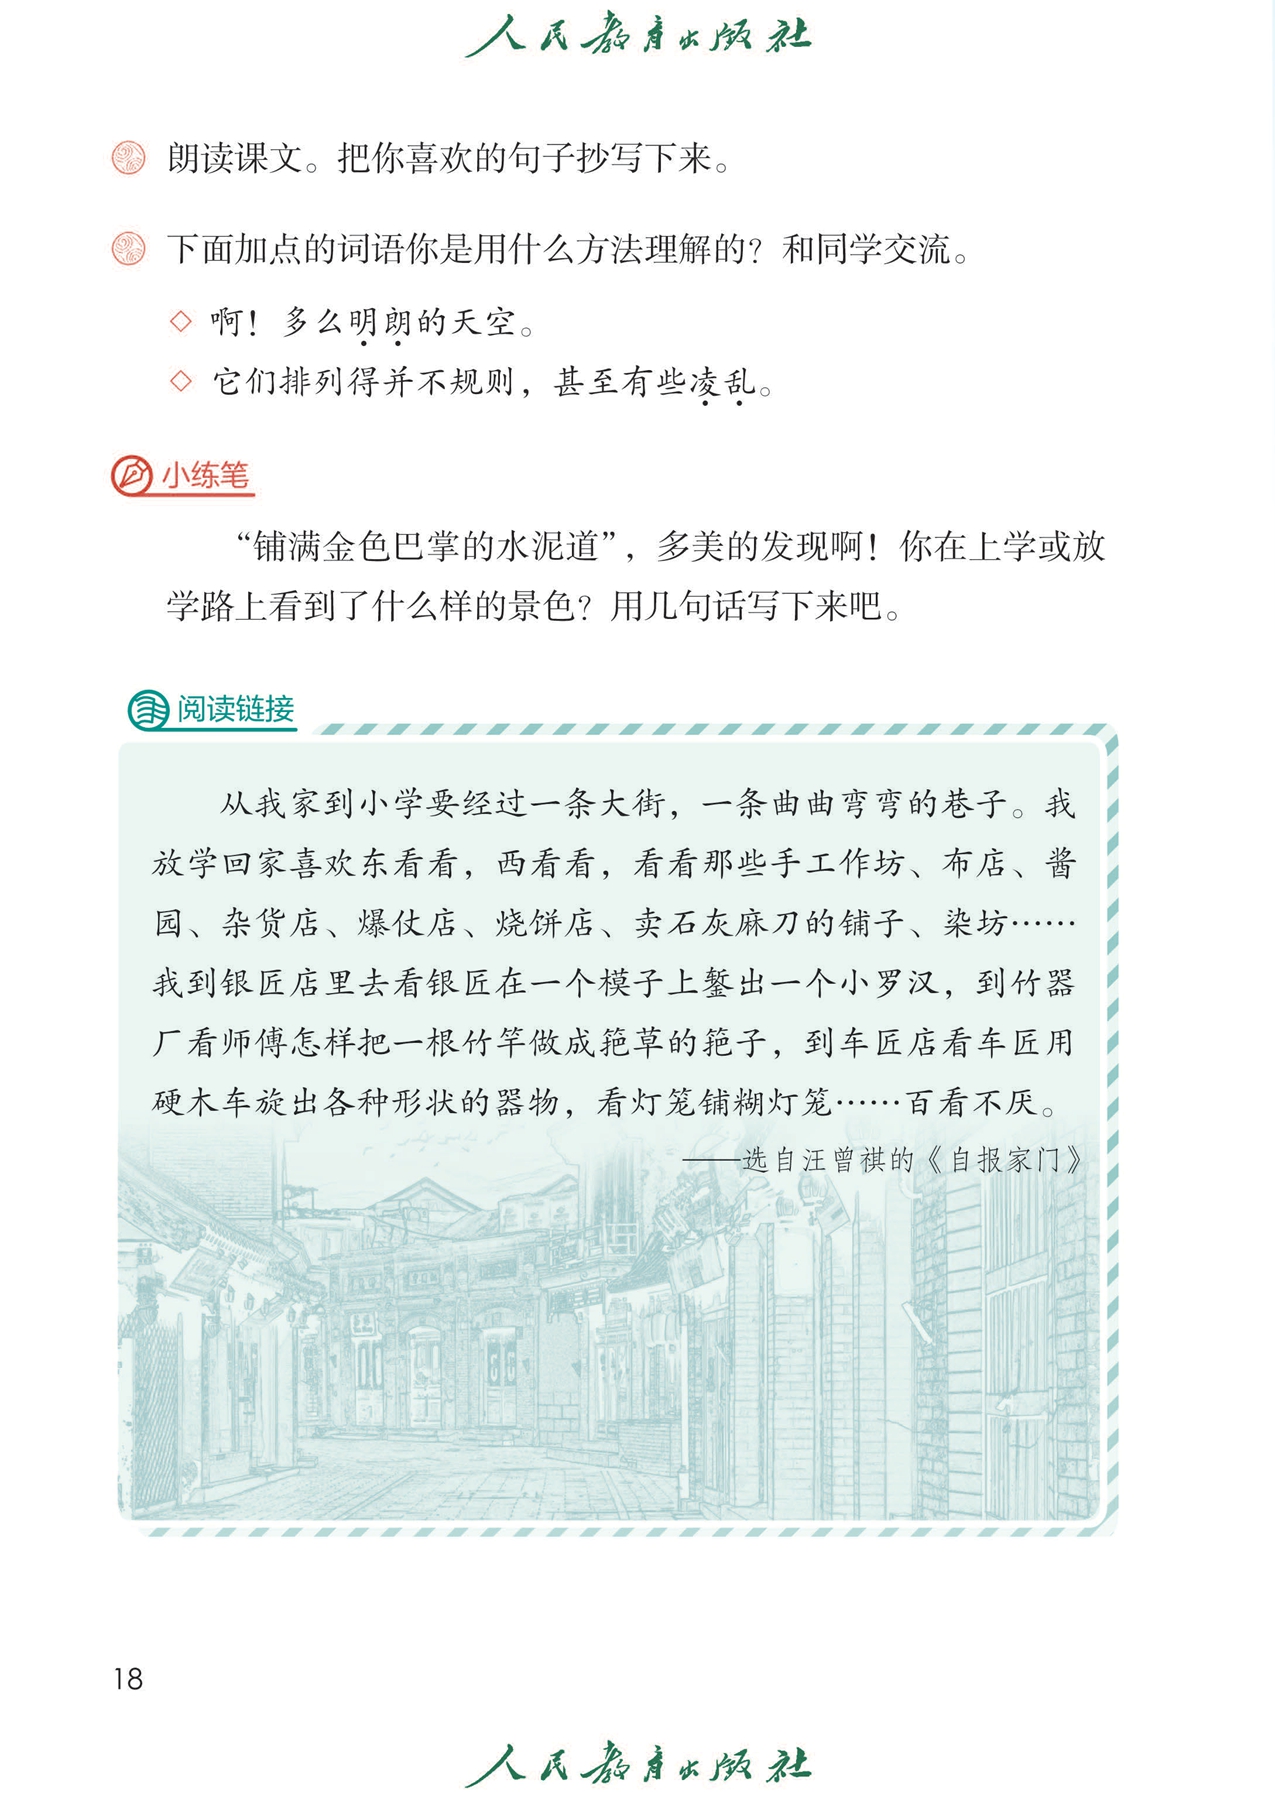 人民教育出版社
朗读课文。把你喜欢的句子抄写下来。
下面加点的词语你是用什么方法理解的？和同学交流。
啊！多么明朗的天空。
它们排列得并不规则，甚至有些凌乱。
小练笔
“铺满金色巴掌的水泥道”，多美的发现啊！你在上学或放
学路上看到了什么样的景色？用几句话写下来吧。
阅读链接
从我家到小学要经过一条大街，一条曲曲弯弯的巷子。我
放学回家喜欢东看看，西看看，看看那些手工作坊、布店、酱
园、杂货店、爆仗店、烧饼店、卖石灰麻刀的铺子、染坊……
我到银匠店里去看银匠在一个模子上錾出一个小罗汉，到竹器
厂看师傅怎样把一根竹竿做成筢草的筢子，到车匠店看车匠用
硬木车旋出各种形状的器物，看灯笼铺糊灯笼……百看不厌。
——选自汪曾祺的《自报家门》
18
人民教育出版社